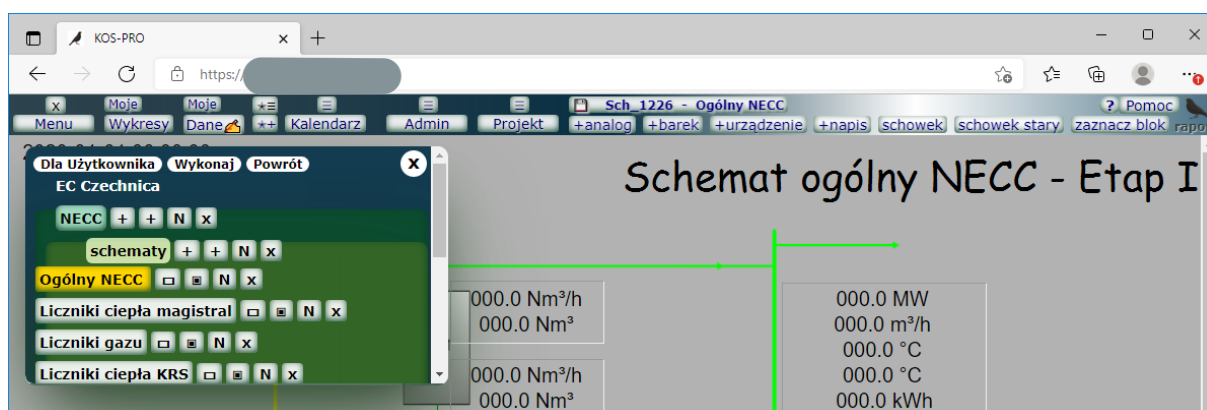 KOS-PRO
https://
x Moje Moje ★≡ ≡ ≡ ≡ Sch_1226 - Ogólny NECC ? Pomoc
Menu Wykresy Dane ★+ Kalendarz Admin Projekt +analog +barek +urządzenie +napis schowek schowek stary zaznacz blok
Dla Użytkownika Wykonaj Powrót X
EC Czechnica
NECC + + N x
schematy + + N x
Ogólny NECC N x
Liczniki ciepła magistral N x
Liczniki gazu N x
Liczniki ciepła KRS N x
Schemat ogólny NECC - Etap I
000.0 Nm³/h
000.0 Nm³
000.0 Nm³/h
000.0 Nm³
000.0 MW
000.0 m³/h
000.0 °C
000.0 °C
000.0 kWh